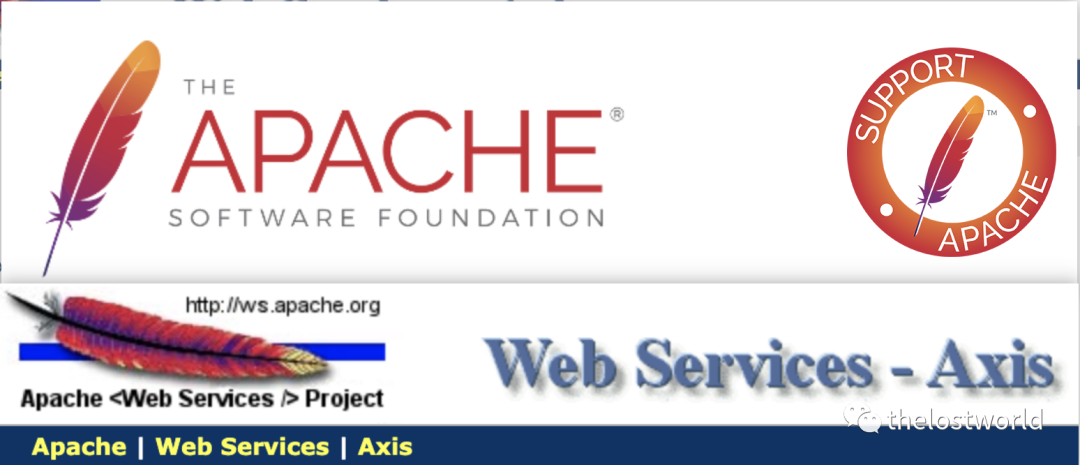 THE
APACHE®
SOFTWARE FOUNDATION
SUPPORT
™
APACHE
http://ws.apache.org
Apache <Web Services /> Project
Web Services - Axis
thelostworld
Apache | Web Services | Axis